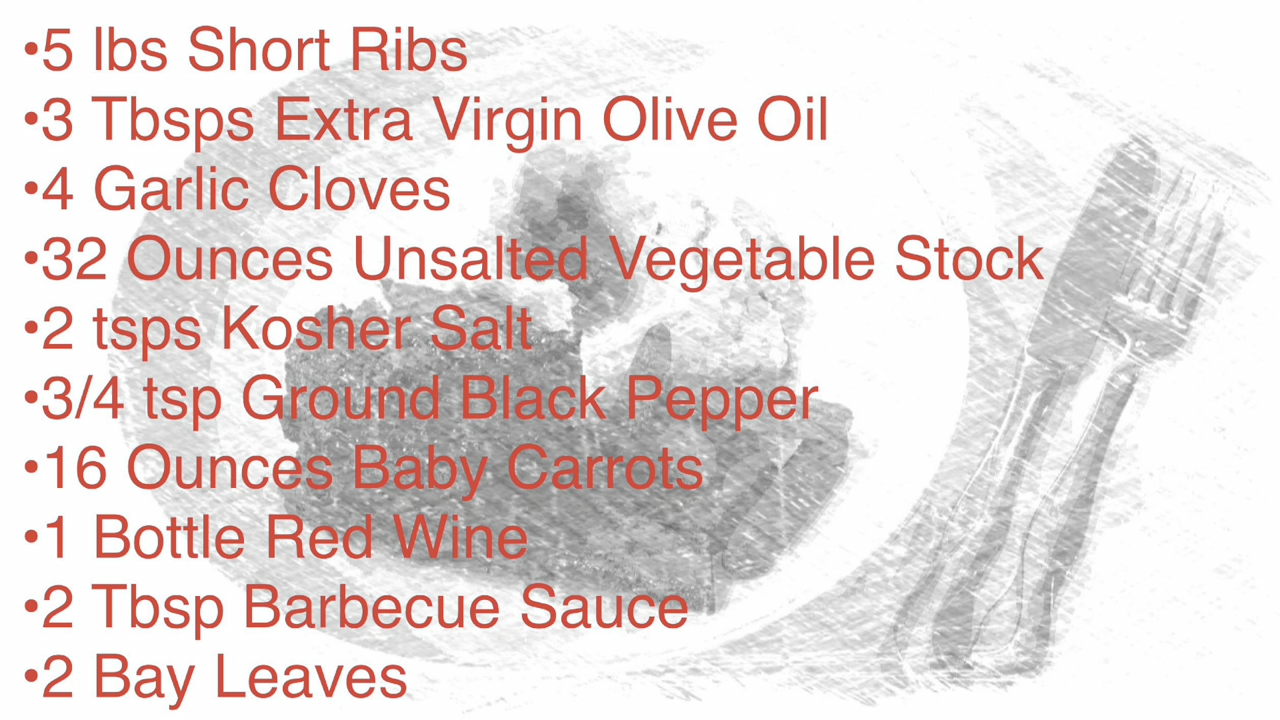 •5 lbs Short Ribs
•3 Tbsps Extra Virgin Olive Oil
•4 Garlic Cloves
•32 Ounces Unsalted Vegetable Stock
•2 tsps Kosher Salt
•3/4 tsp Ground Black Pepper
•16 Ounces Baby Carrots
•1 Bottle Red Wine
•2 Tbsp Barbecue Sauce
•2 Bay Leaves